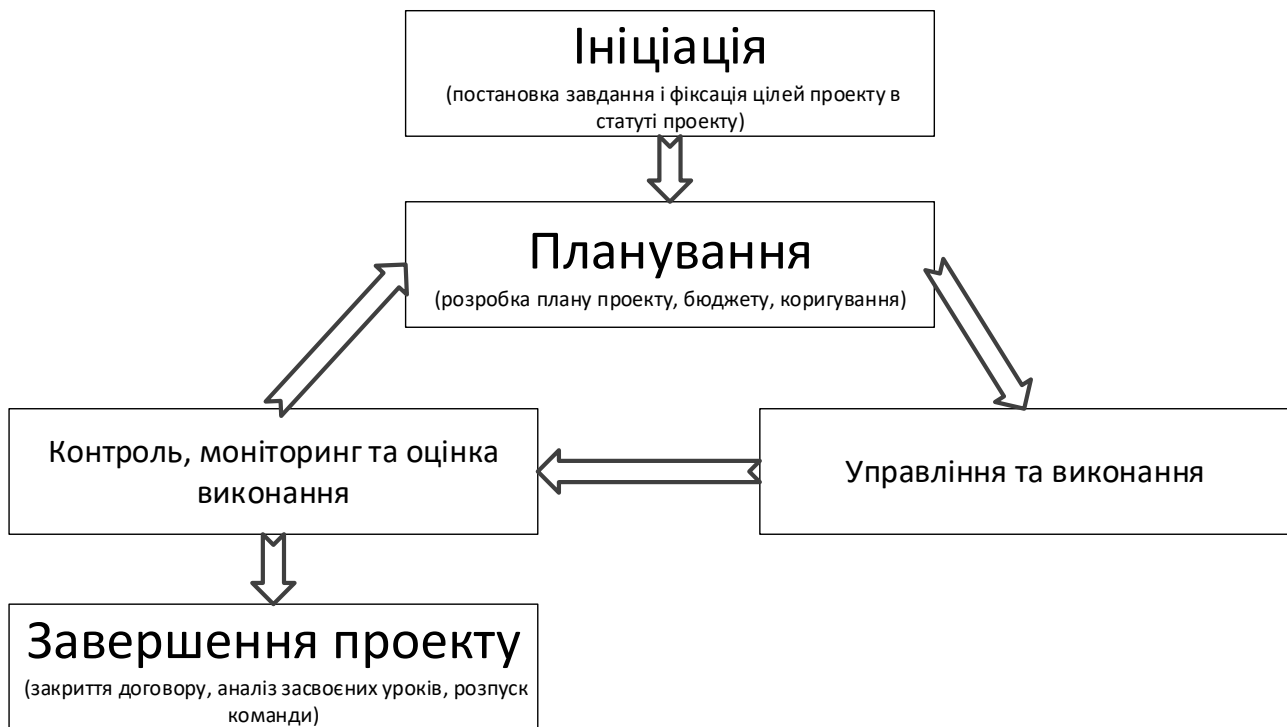 Ініціація
(постановка завдання і фіксація цілей проекту в
статуті проекту)
Планування
(розробка плану проекту, бюджету, коригування)
Контроль, моніторинг та оцінка
виконання
Управління та виконання
Завершення проекту
(закриття договору, аналіз засвоєних уроків, розпуск
команди)